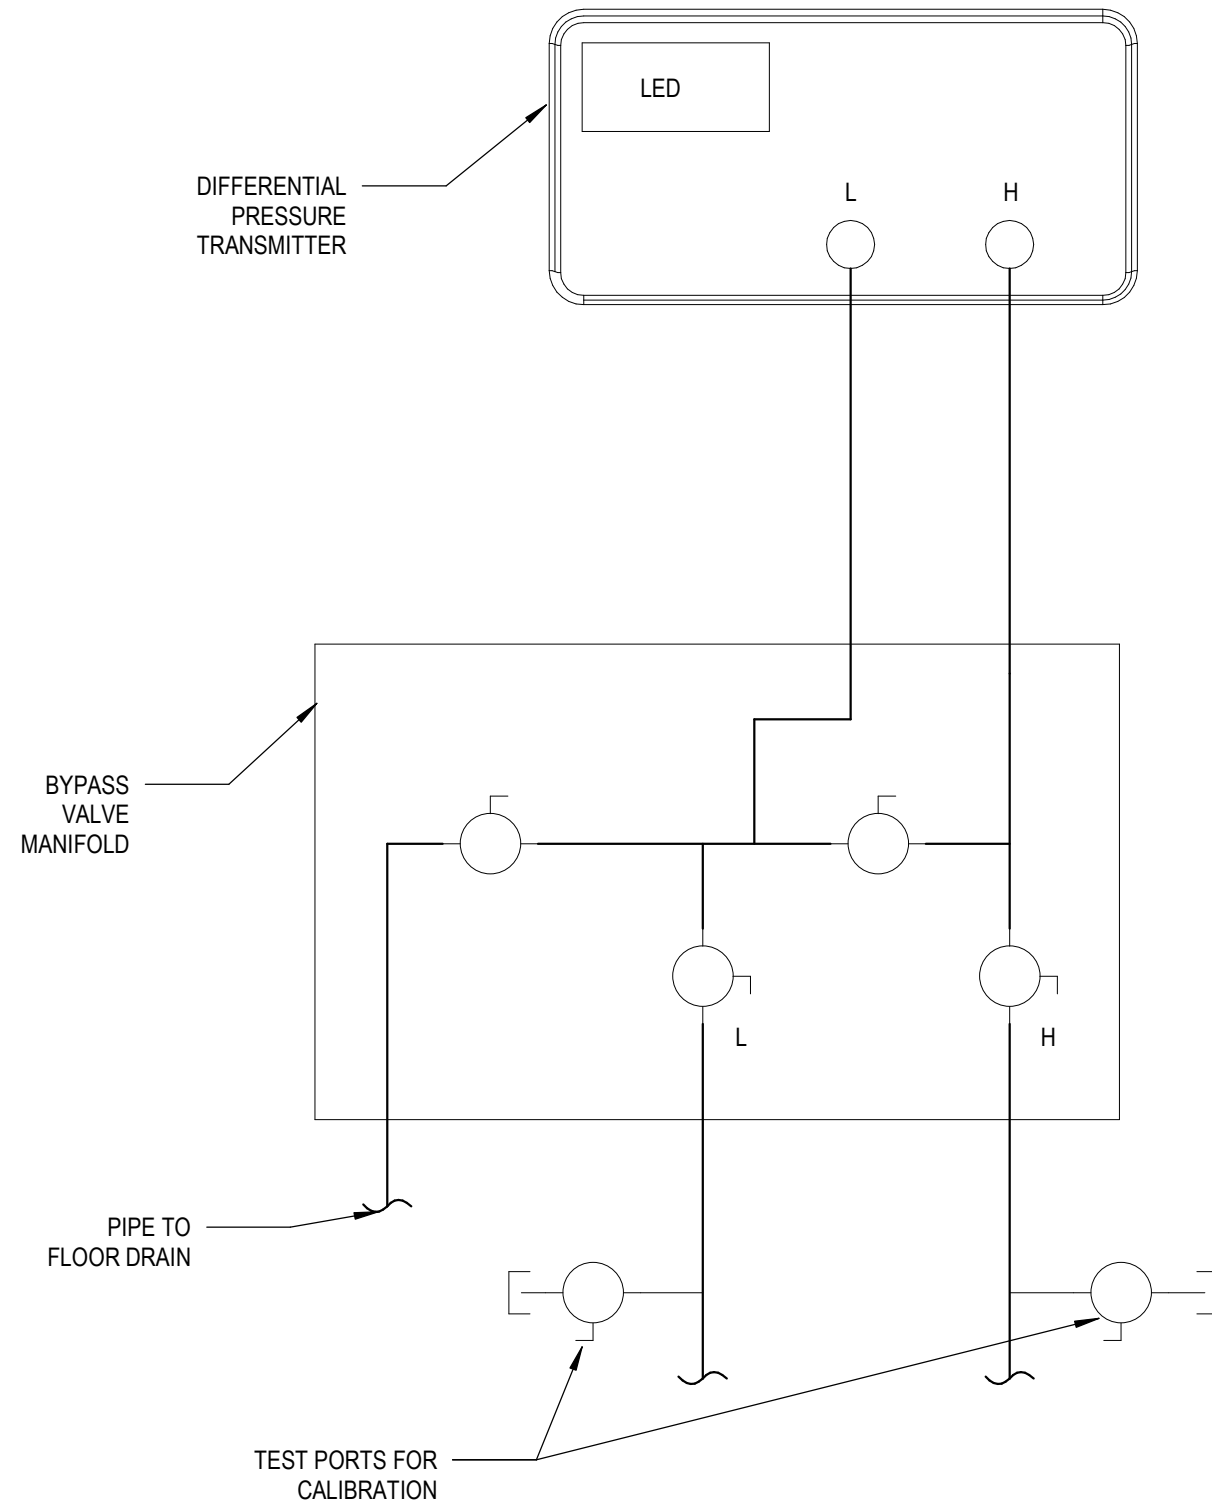 LED
DIFFERENTIAL
PRESSURE
TRANSMITTER
L
H
BYPASS
VALVE
MANIFOLD
L
H
PIPE TO
FLOOR DRAIN
TEST PORTS FOR
CALIBRATION